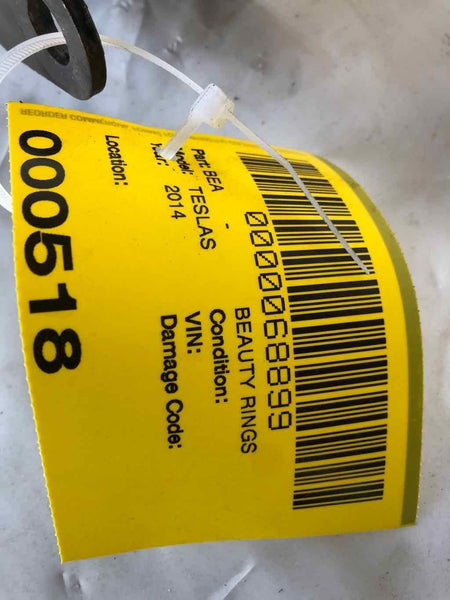 0000068899
Part: BEA - BEAUTY RINGS
Model: TESLAS Condition:
Year: 2014 VIN:
Damage Code:
Location:
000518